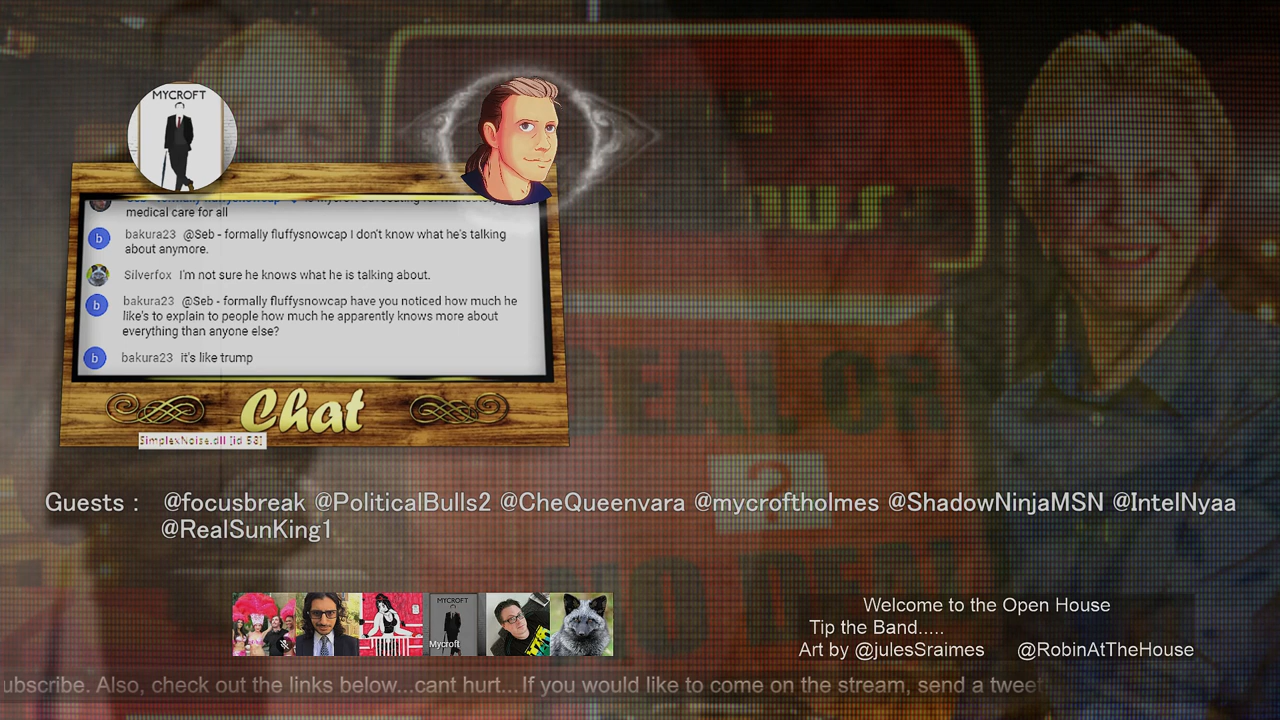 MYCROFT
medical care for all
bakura23 @Seb - formally fluffysnowcap I don't know what he's talking
about anymore.
Silverfox I'm not sure he knows what he is talking about.
bakura23 @Seb - formally fluffysnowcap have you noticed how much he
like's to explain to people how much he apparently knows more about
everything than anyone else?
bakura23 it's like trump
Chat
SimplexNoise.dll [id 58]
DEAL OR
?
NO DEAL
Guests : @focusbreak @PoliticalBulls2 @CheQueenvara @mycroftholmes @ShadowNinjaMSN @IntelNyaa
@RealSunKing1
MYCROFT
Mycroft
Welcome to the Open House
Tip the Band.....
Art by @julesSraimes @RobinAtTheHouse
ubscribe. Also, check out the links below...cant hurt... If you would like to come on the stream, send a tweet